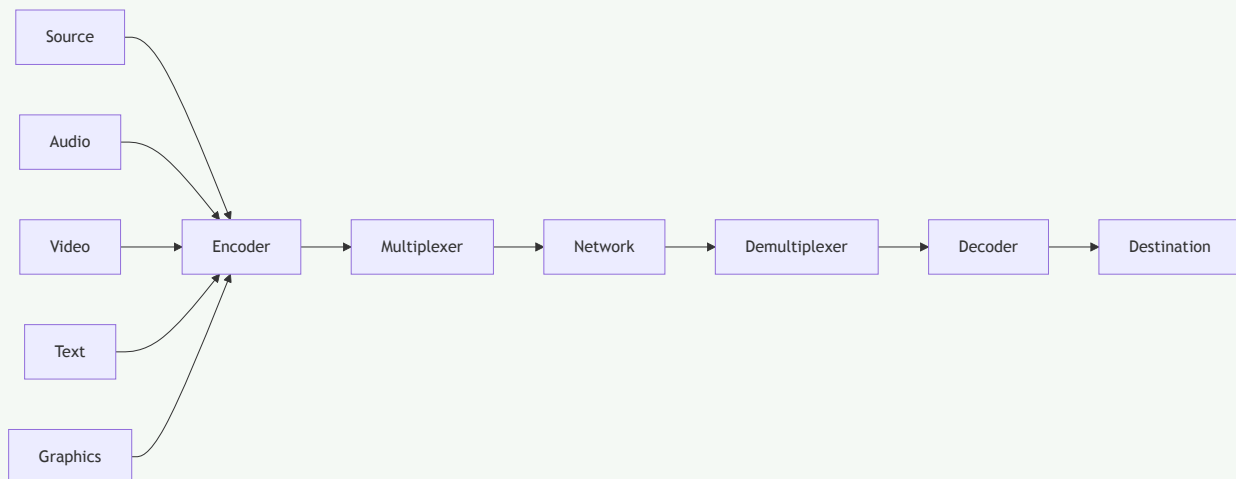 Source
Audio
Video
Encoder
Multiplexer
Network
Demultiplexer
Decoder
Destination
Text
Graphics